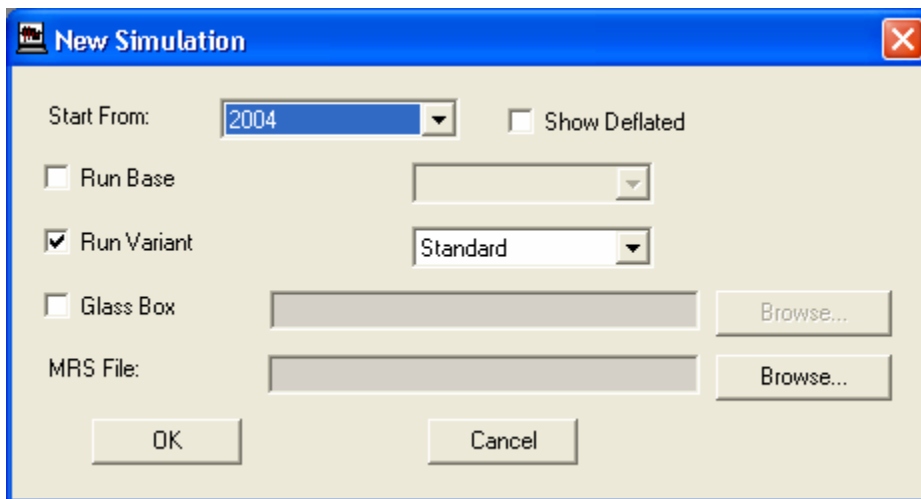 New Simulation
Start From: 2004 Show Deflated
Run Base
Run Variant Standard
Glass Box Browse...
MRS File: Browse...
OK Cancel